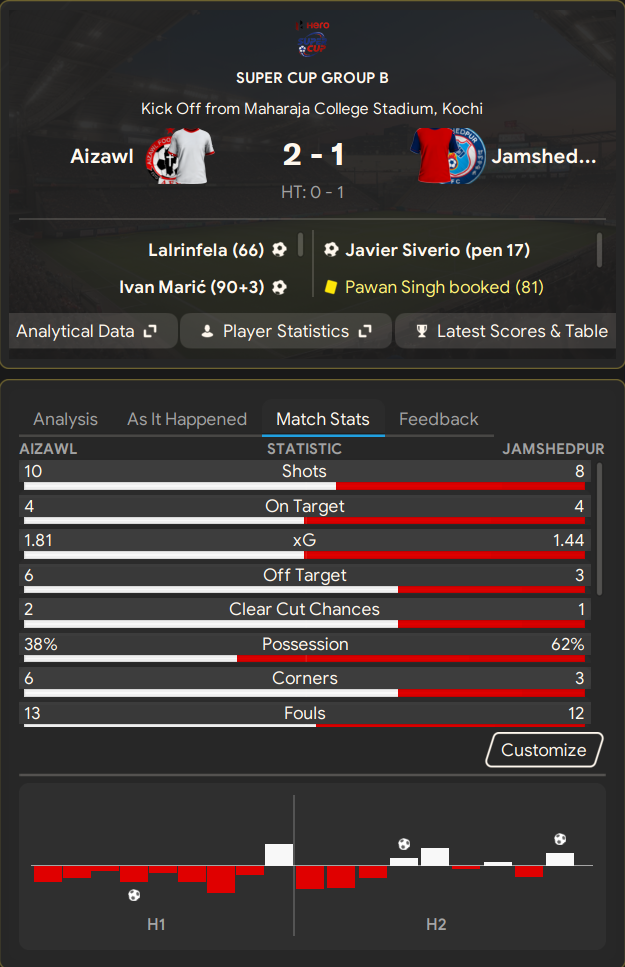 Hero
SUPER
CUP
SUPER CUP GROUP B
Kick Off from Maharaja College Stadium, Kochi
Aizawl 2 - 1 Jamshed...
HT: 0 - 1
Lalrinfela (66) Javier Siverio (pen 17)
Ivan Marić (90+3) Pawan Singh booked (81)
Analytical Data Player Statistics Latest Scores & Table
Analysis As It Happened Match Stats Feedback
AIZAWL STATISTIC JAMSHEDPUR
10 Shots 8
4 On Target 4
1.81 xG 1.44
6 Off Target 3
2 Clear Cut Chances 1
38% Possession 62%
6 Corners 3
13 Fouls 12
Customize
H1 H2